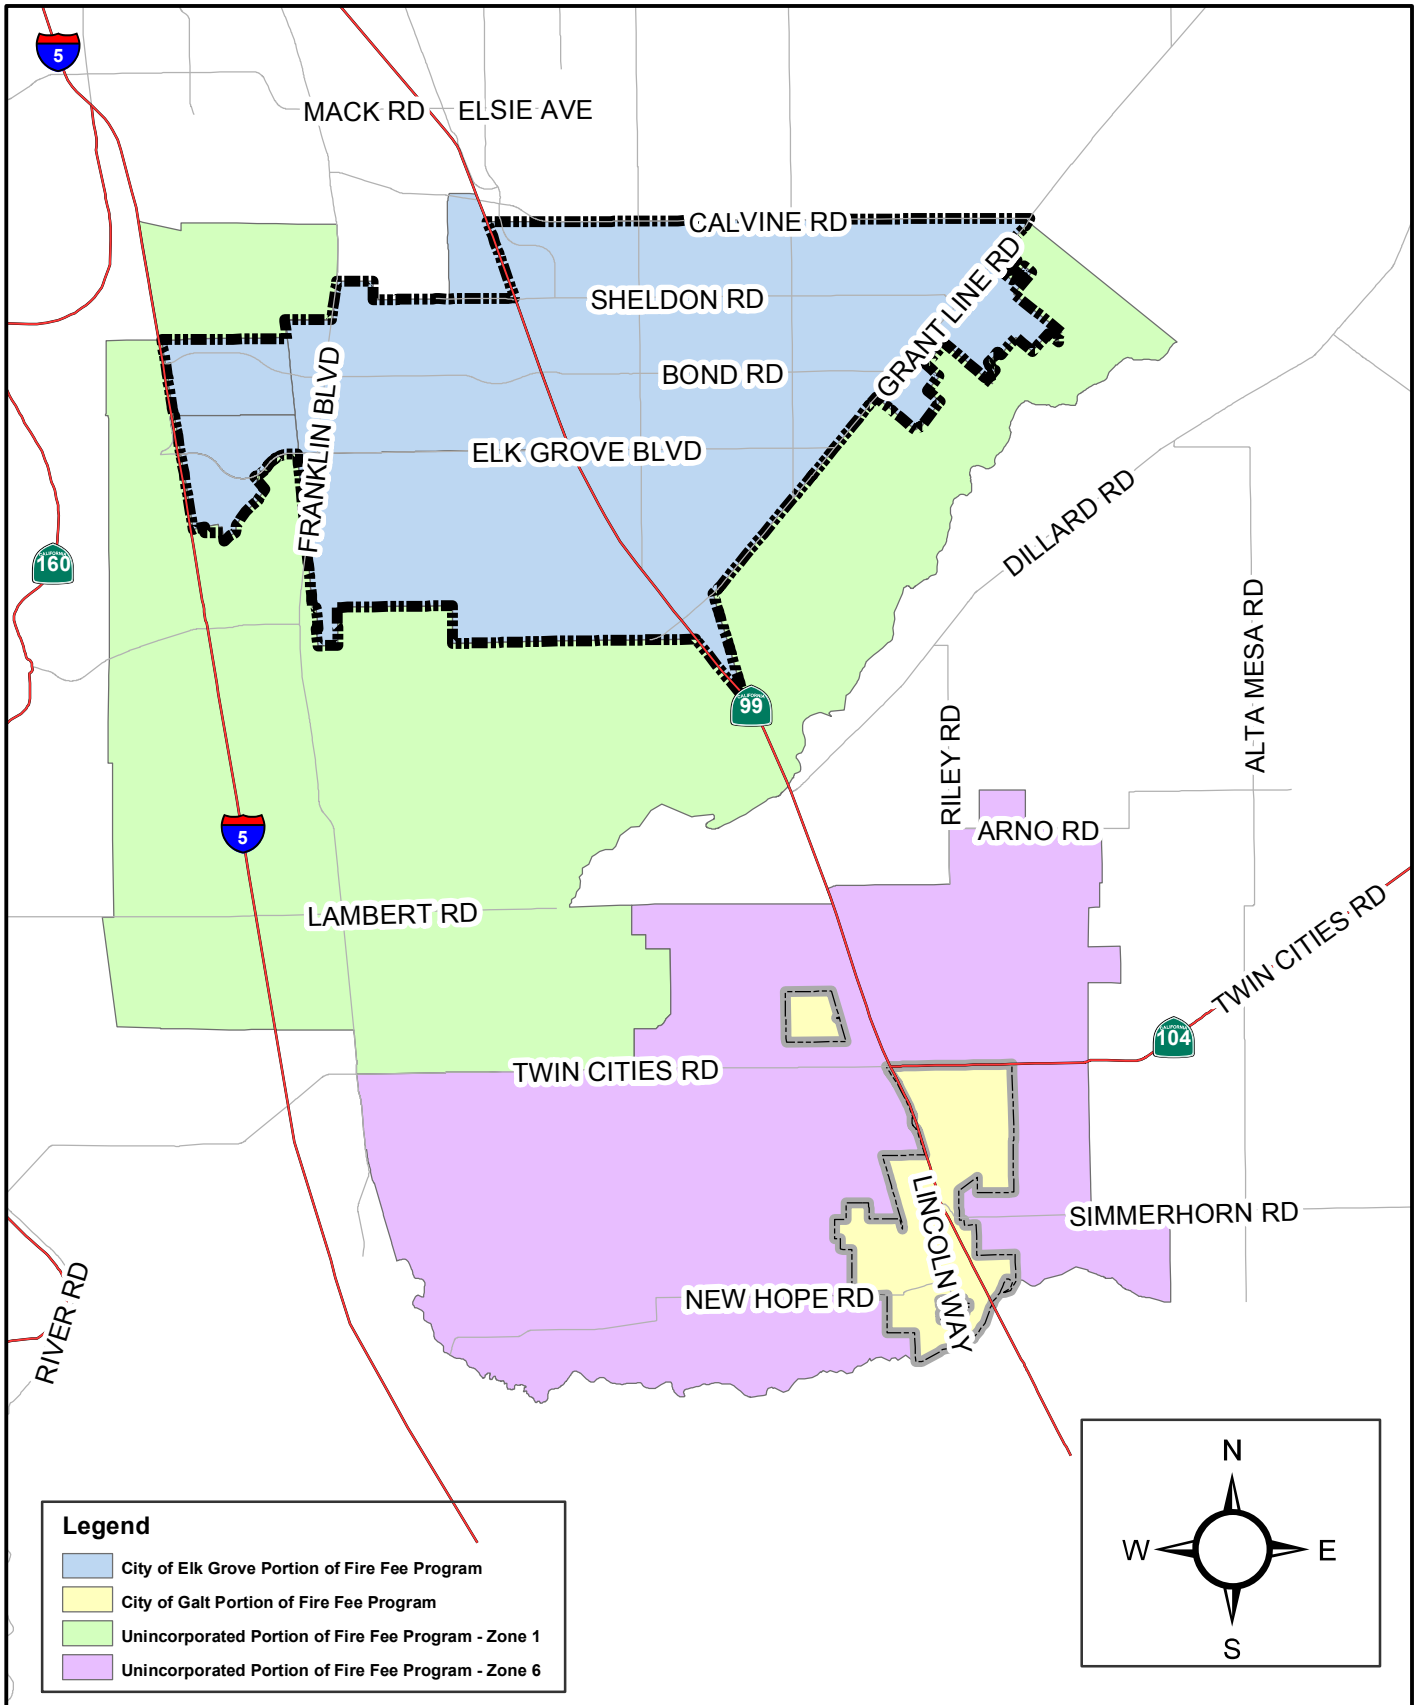 5
MACK RD
ELSIE AVE
CALVINE RD
SHELDON RD
GRANT LINE RD
BOND RD
FRANKLIN BLVD
ELK GROVE BLVD
DILLARD RD
CALIFORNIA
160
ALTA MESA RD
CALIFORNIA
99
RILEY RD
5
ARNO RD
LAMBERT RD
TWIN CITIES RD
CALIFORNIA
104
TWIN CITIES RD
LINCOLN WAY
SIMMERHORN RD
NEW HOPE RD
RIVER RD
N
W
E
S
Legend
City of Elk Grove Portion of Fire Fee Program
City of Galt Portion of Fire Fee Program
Unincorporated Portion of Fire Fee Program - Zone 1
Unincorporated Portion of Fire Fee Program - Zone 6